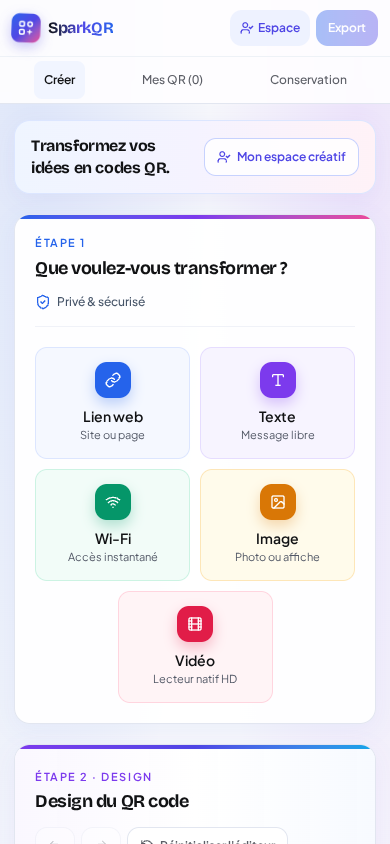 SparkQR
Espace
Export
Créer
Mes QR (0)
Conservation
Transformez vos
idées en codes QR.
Mon espace créatif
ÉTAPE 1
Que voulez-vous transformer ?
Privé & sécurisé
Lien web
Site ou page
Texte
Message libre
Wi-Fi
Accès instantané
Image
Photo ou affiche
Vidéo
Lecteur natif HD
ÉTAPE 2 · DESIGN
Design du QR code
Réinitialiser l'éditeur